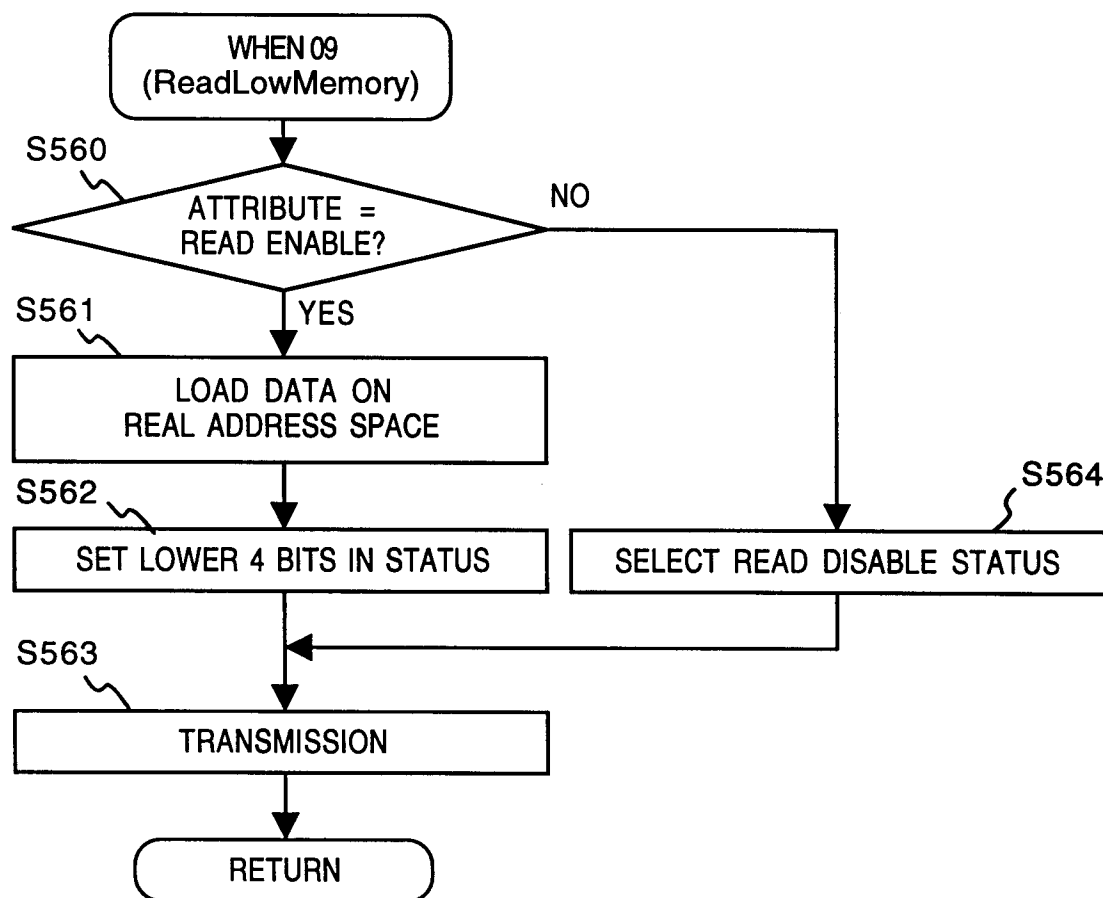 WHEN 09
(ReadLowMemory)
S560
ATTRIBUTE =
READ ENABLE?
NO
YES
S561
LOAD DATA ON
REAL ADDRESS SPACE
S562
SET LOWER 4 BITS IN STATUS
S564
SELECT READ DISABLE STATUS
S563
TRANSMISSION
RETURN